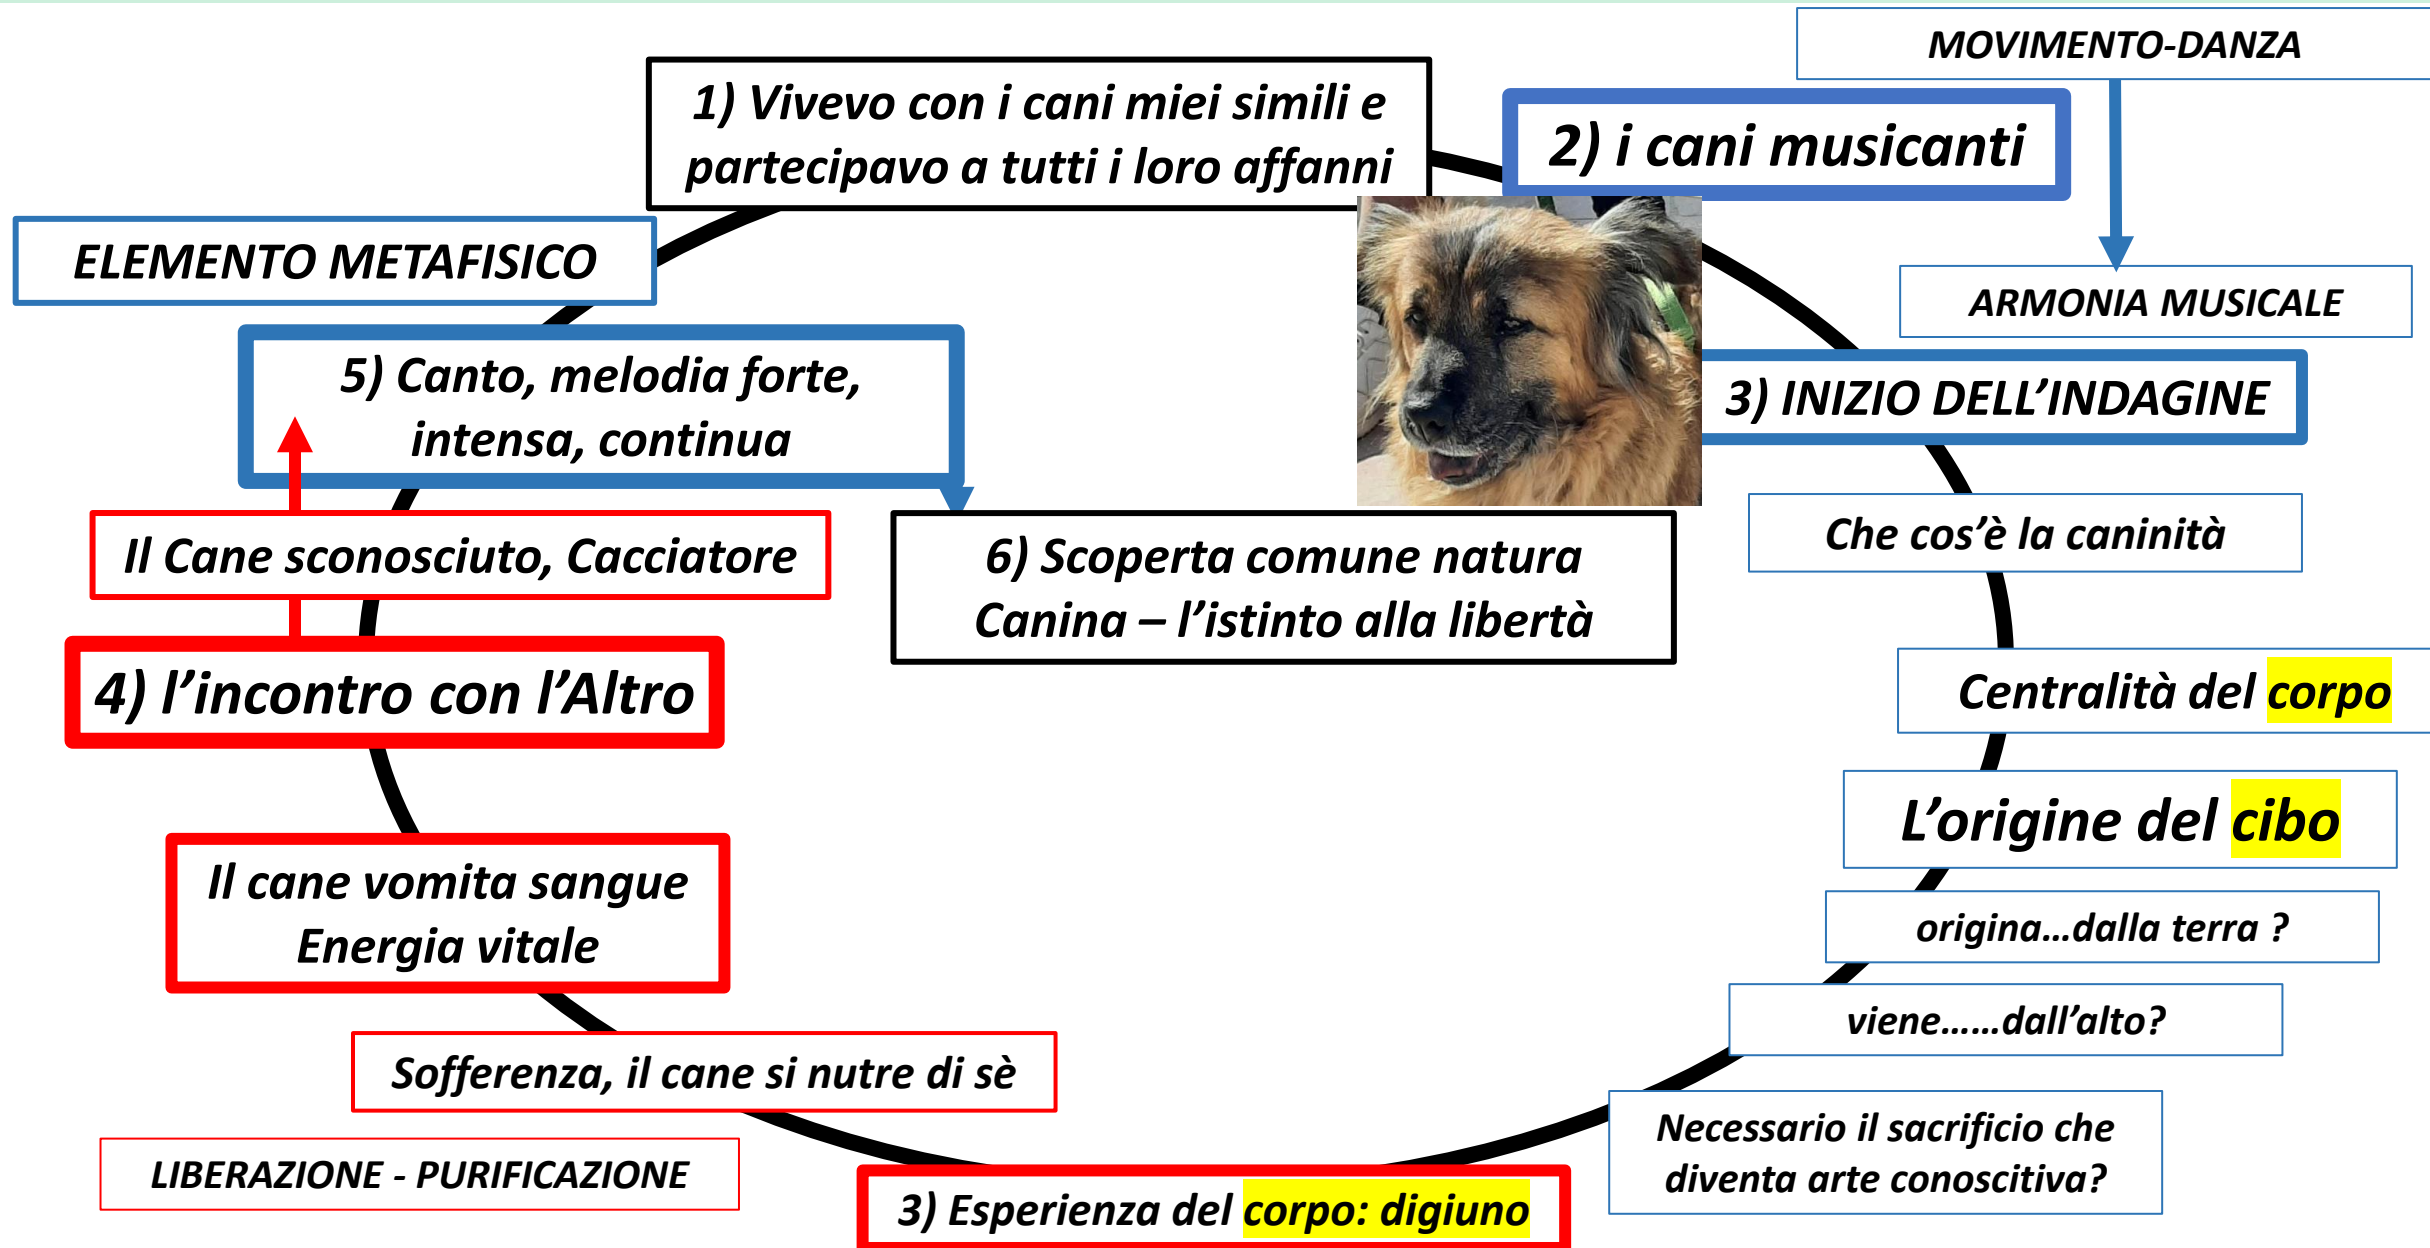 MOVIMENTO-DANZA
1) Vivevo con i cani miei simili e
partecipavo a tutti i loro affanni
2) i cani musicanti
ELEMENTO METAFISICO
ARMONIA MUSICALE
5) Canto, melodia forte,
intensa, continua
3) INIZIO DELL’INDAGINE
Il Cane sconosciuto, Cacciatore
6) Scoperta comune natura
Canina – l’istinto alla libertà
Che cos’è la caninità
4) l’incontro con l’Altro
Centralità del corpo
L’origine del cibo
Il cane vomita sangue
Energia vitale
origina...dalla terra ?
viene......dall’alto?
Sofferenza, il cane si nutre di sè
Necessario il sacrificio che
diventa arte conoscitiva?
LIBERAZIONE - PURIFICAZIONE
3) Esperienza del corpo: digiuno